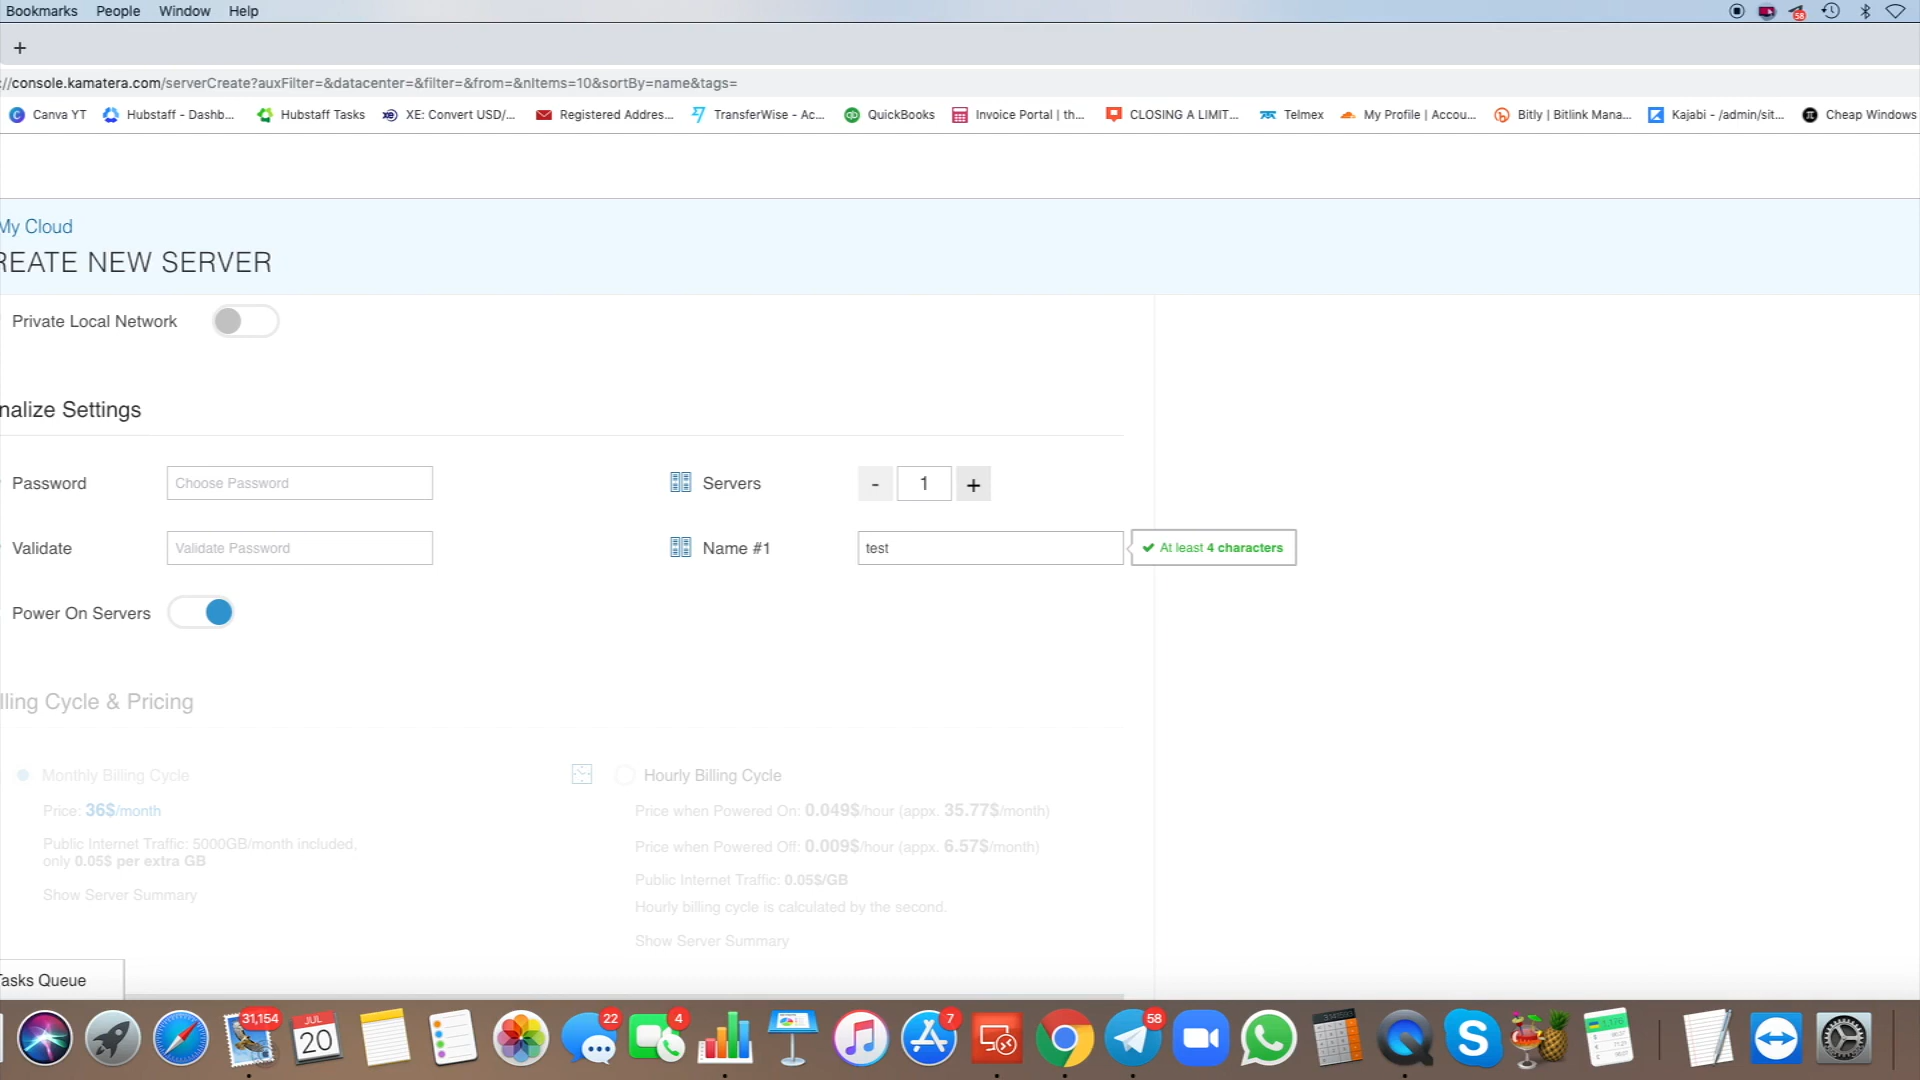 Bookmarks People Window Help
58
+
://console.kamatera.com/serverCreate?auxFilter=&datacenter=&filter=&from=&nItems=10&sortBy=name&tags=
Canva YT Hubstaff - Dashb... Hubstaff Tasks XE: Convert USD/... Registered Addres... TransferWise - Ac... QuickBooks Invoice Portal | th... CLOSING A LIMIT... Telmex My Profile | Accou... Bitly | Bitlink Mana... Kajabi - /admin/sit... Cheap Windows
My Cloud
REATE NEW SERVER
Private Local Network
nalize Settings
Password Choose Password Servers - 1 +
Validate Validate Password Name #1 test At least 4 characters
Power On Servers
lling Cycle & Pricing
Monthly Billing Cycle Hourly Billing Cycle
Price: 36$/month Price when Powered On: 0.049$/hour (appx. 35.77$/month)
Public Internet Traffic: 5000GB/month included, Price when Powered Off: 0.009$/hour (appx. 6.57$/month)
only 0.05$ per extra GB
Public Internet Traffic: 0.05$/GB
Show Server Summary
Hourly billing cycle is calculated by the second.
Show Server Summary
Tasks Queue
31,154 JUL 20 22 4 7 58